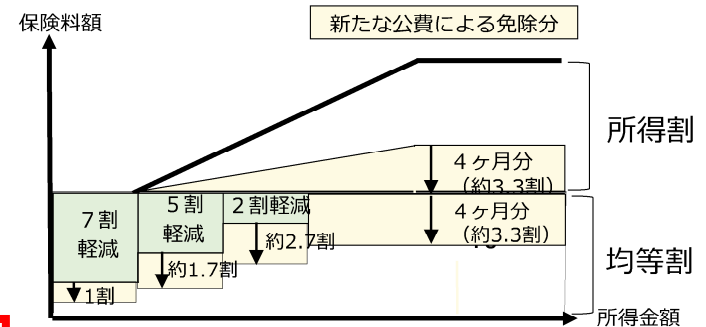 保険料額
新たな公費による免除分
所得割
４ヶ月分
（約3.3割）
７割
軽減
５割
軽減
２割軽減
４ヶ月分
（約3.3割）
約2.7割
約1.7割
1割
均等割
所得金額